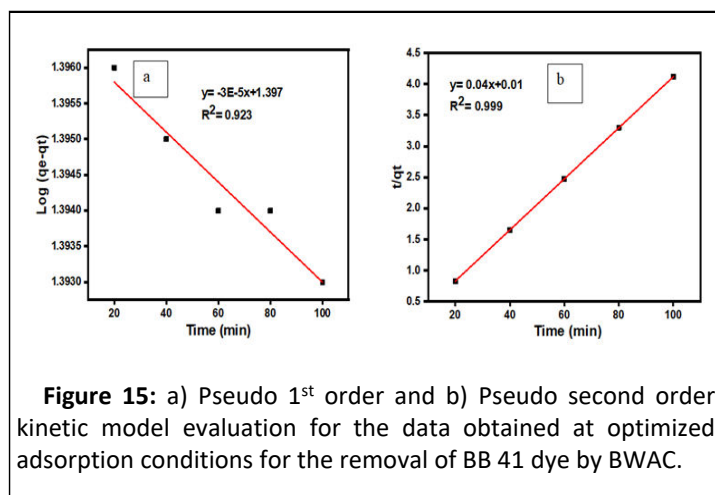 1.3960
1.3955
1.3950
1.3945
1.3940
1.3935
1.3930
Log (qe-qt)
a
y= -3E-5x+1.397
R²= 0.923
20 40 60 80 100
Time (min)
4.5
4.0
3.5
3.0
2.5
2.0
1.5
1.0
0.5
t/qt
y= 0.04x+0.01
R²= 0.999
b
20 40 60 80 100
Time (min)
Figure 15: a) Pseudo 1st order and b) Pseudo second order
kinetic model evaluation for the data obtained at optimized
adsorption conditions for the removal of BB 41 dye by BWAC.